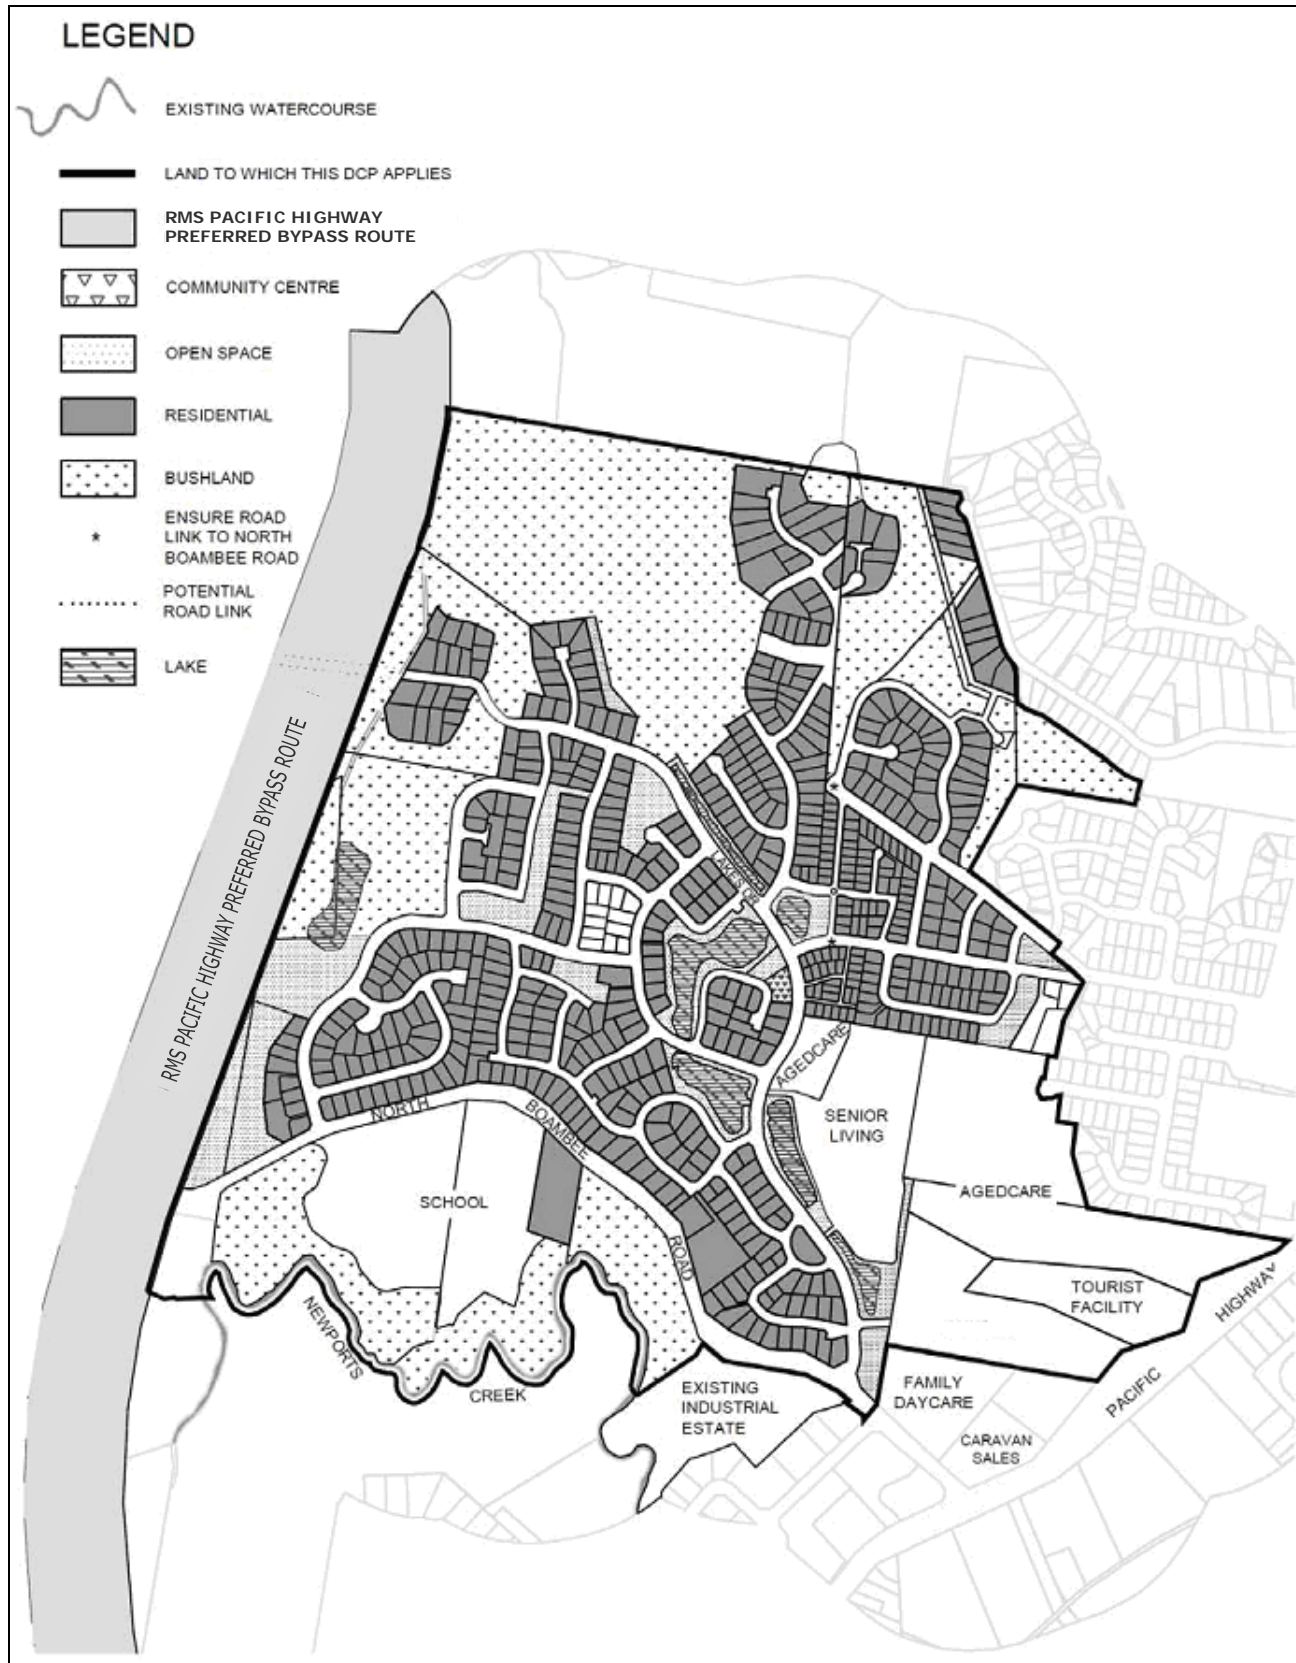 LEGEND
EXISTING WATERCOURSE
LAND TO WHICH THIS DCP APPLIES
RMS PACIFIC HIGHWAY
PREFERRED BYPASS ROUTE
COMMUNITY CENTRE
OPEN SPACE
RESIDENTIAL
BUSHLAND
*
ENSURE ROAD
LINK TO NORTH
BOAMBEE ROAD
POTENTIAL
ROAD LINK
LAKE
RMS PACIFIC HIGHWAY PREFERRED BYPASS ROUTE
LAKES DR
AGEDCARE
SENIOR
LIVING
NORTH
BOAMBEE
ROAD
SCHOOL
AGEDCARE
TOURIST
FACILITY
NEWPORTS
CREEK
EXISTING
INDUSTRIAL
ESTATE
FAMILY
DAYCARE
CARAVAN
SALES
PACIFIC
HIGHWAY